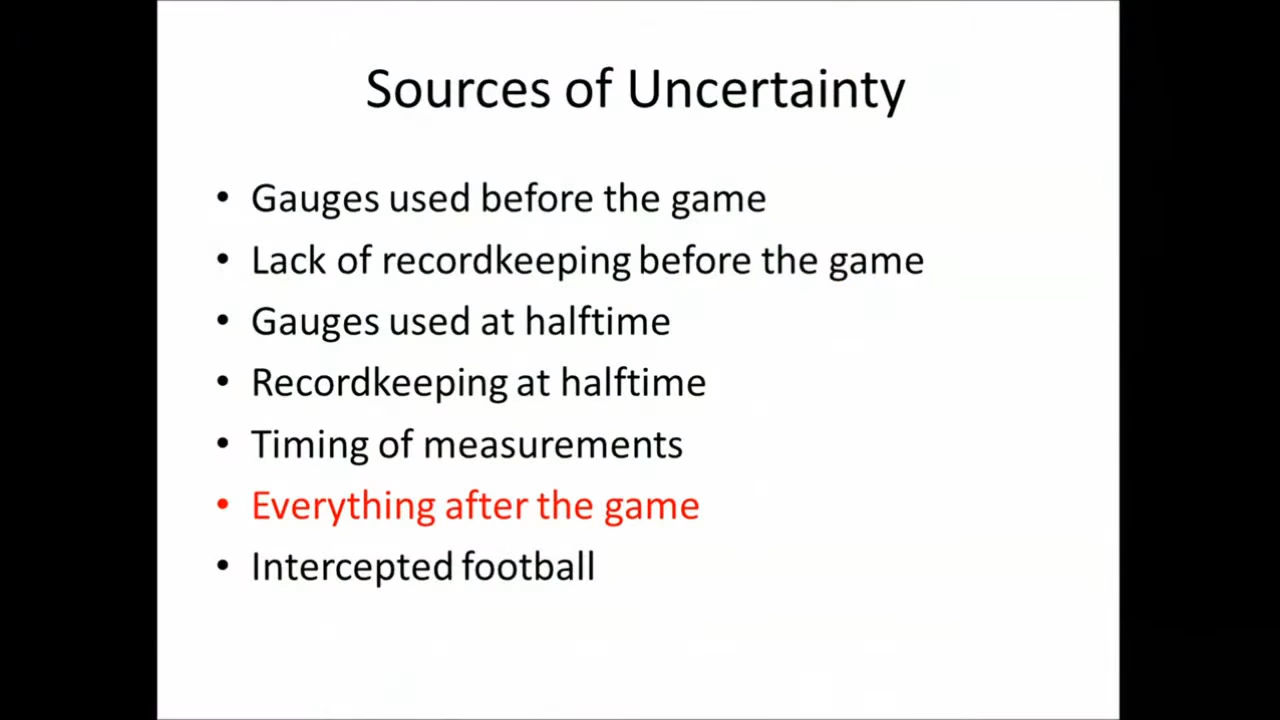 Sources of Uncertainty
• Gauges used before the game
• Lack of recordkeeping before the game
• Gauges used at halftime
• Recordkeeping at halftime
• Timing of measurements
• Everything after the game
• Intercepted football